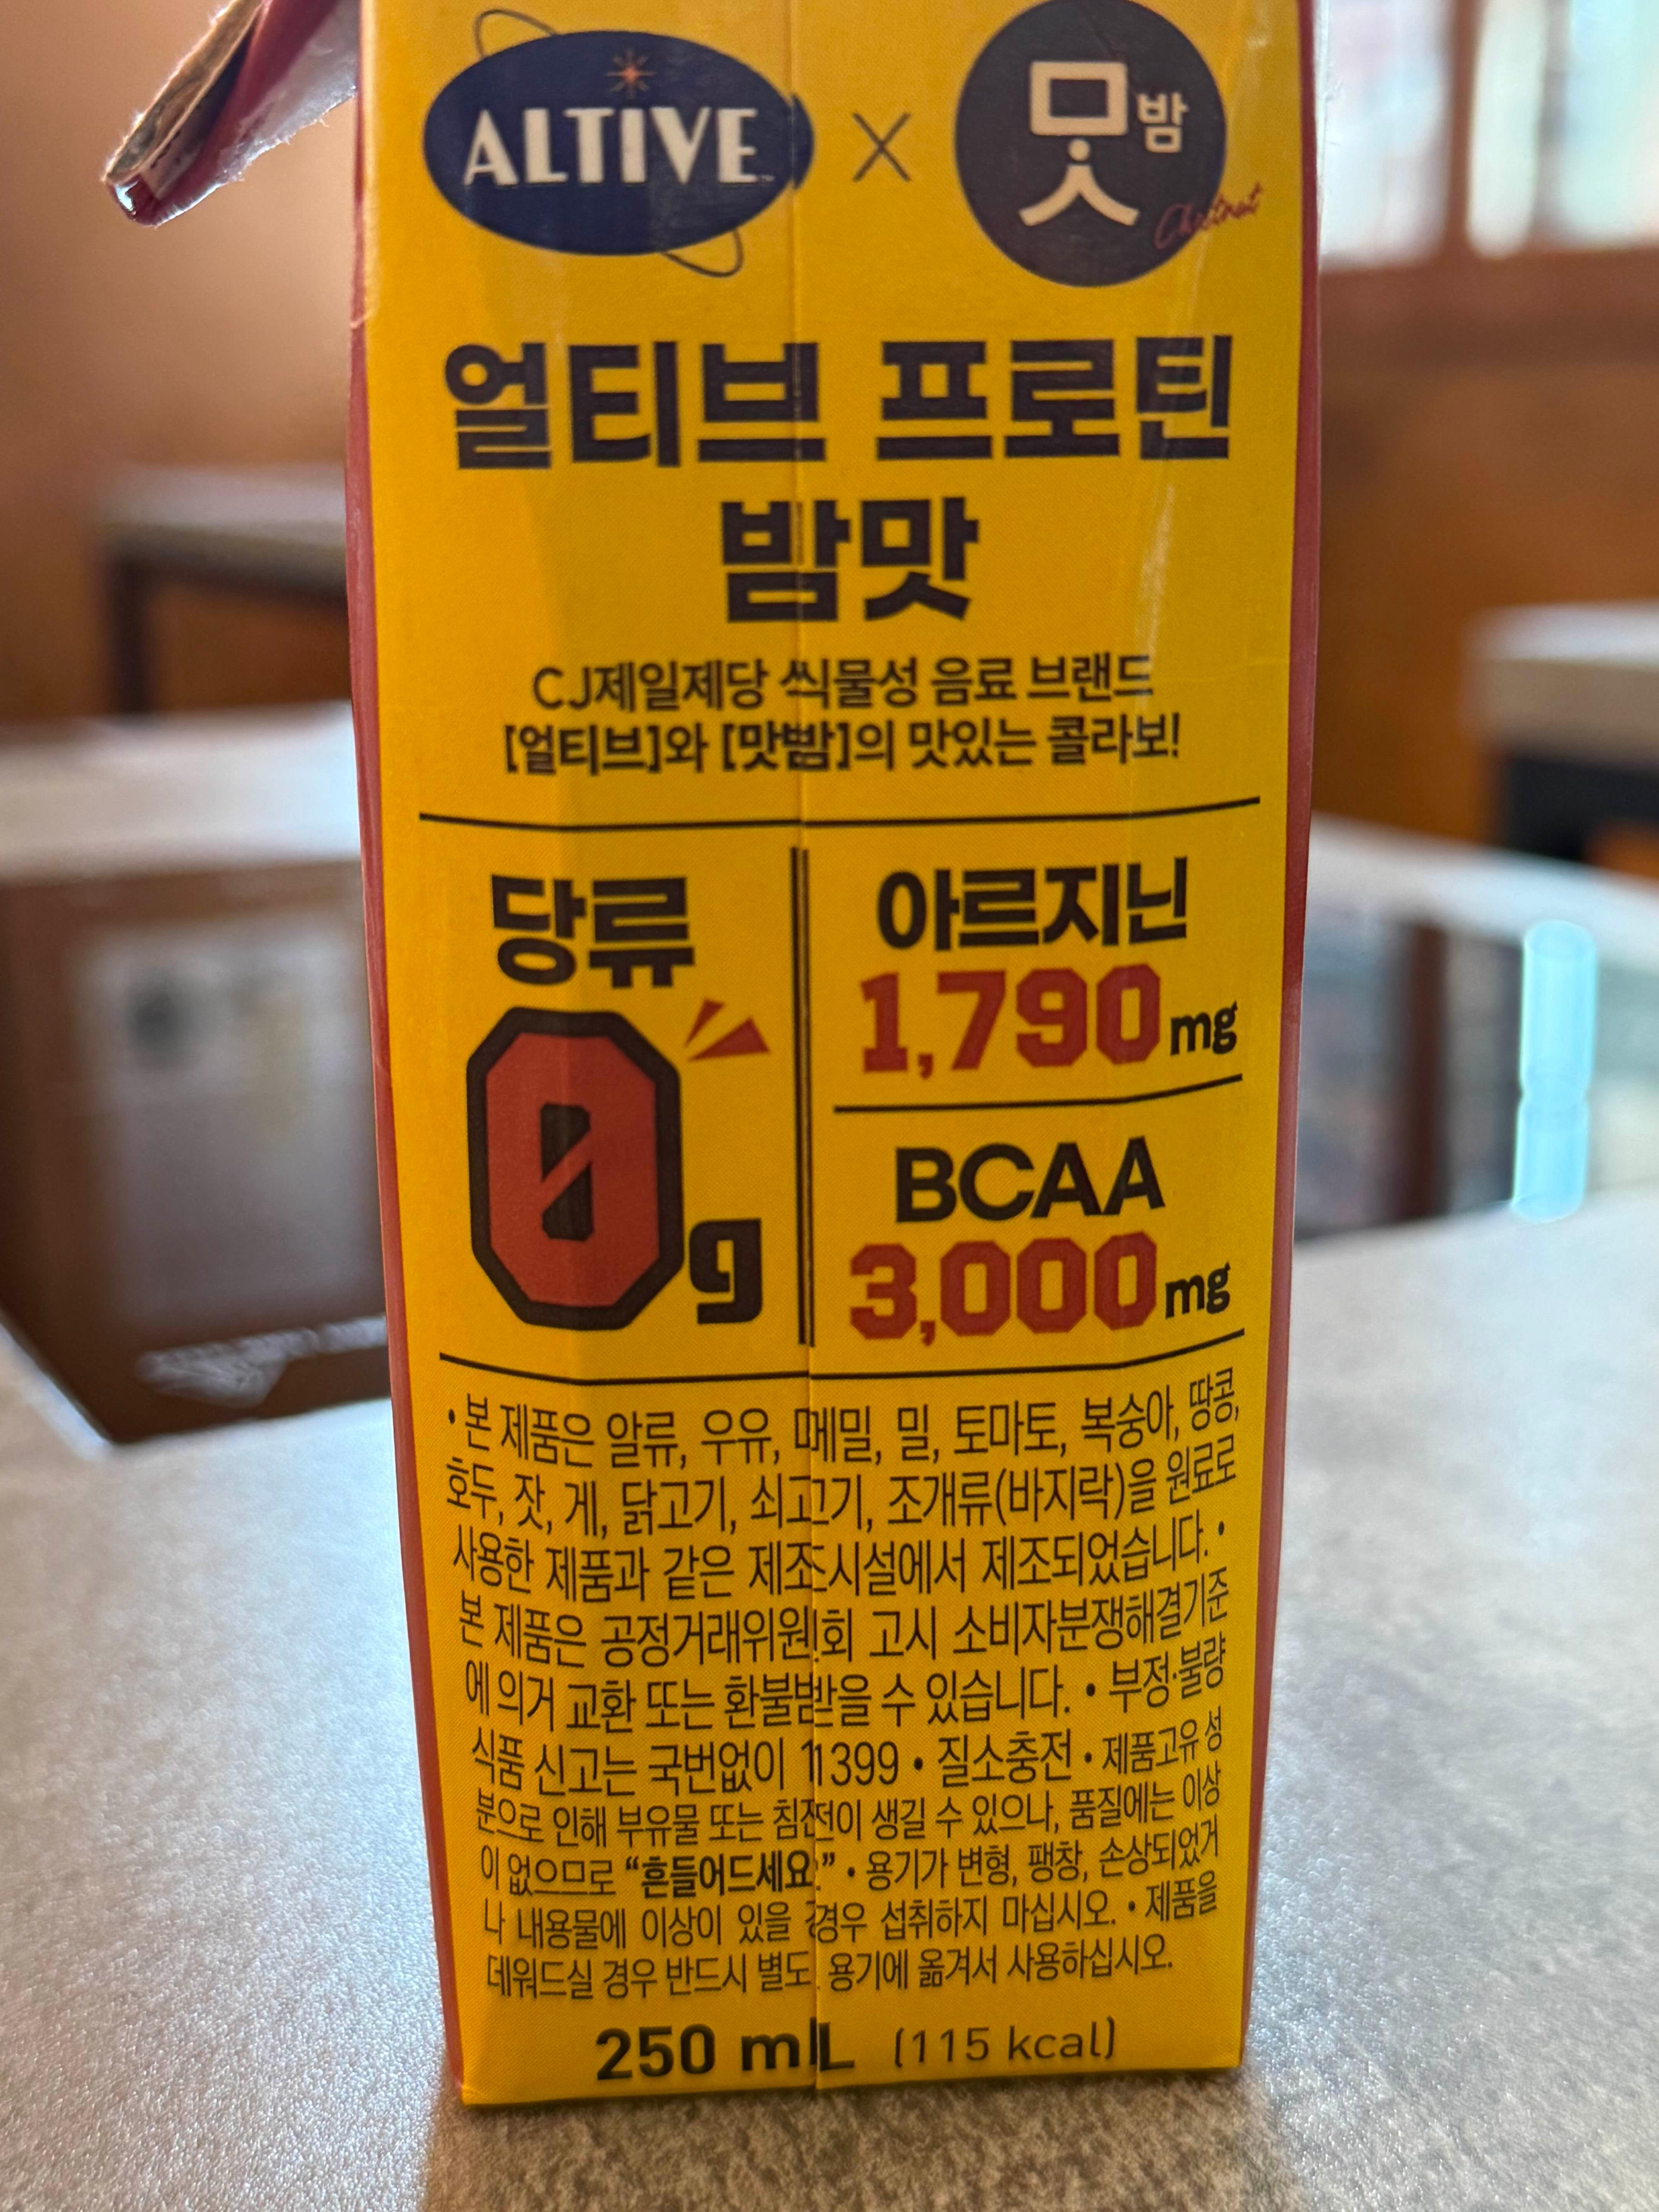 ALTIVE × 맛밤
Chestnut
얼티브 프로틴
밤맛
CJ제일제당 식물성 음료 브랜드
[얼티브]와 [맛밤]의 맛있는 콜라보!
당류
0g
아르지닌
1,790mg
BCAA
3,000mg
•본 제품은 알류, 우유, 메밀, 밀, 토마토, 복숭아, 땅콩,
호두, 잣, 게, 닭고기, 쇠고기, 조개류(바지락)을 원료로
사용한 제품과 같은 제조시설에서 제조되었습니다. •
본 제품은 공정거래위원회 고시 소비자분쟁해결기준
에 의거 교환 또는 환불받을 수 있습니다. • 부정·불량
식품 신고는 국번없이 1399 • 질소충전 • 제품고유 성
분으로 인해 부유물 또는 침전이 생길 수 있으나, 품질에는 이상
이 없으므로 “흔들어드세요” • 용기가 변형, 팽창, 손상되었거
나 내용물에 이상이 있을 경우 섭취하지 마십시오. • 제품을
데워드실 경우 반드시 별도 용기에 옮겨서 사용하십시오.
250 mL (115 kcal)